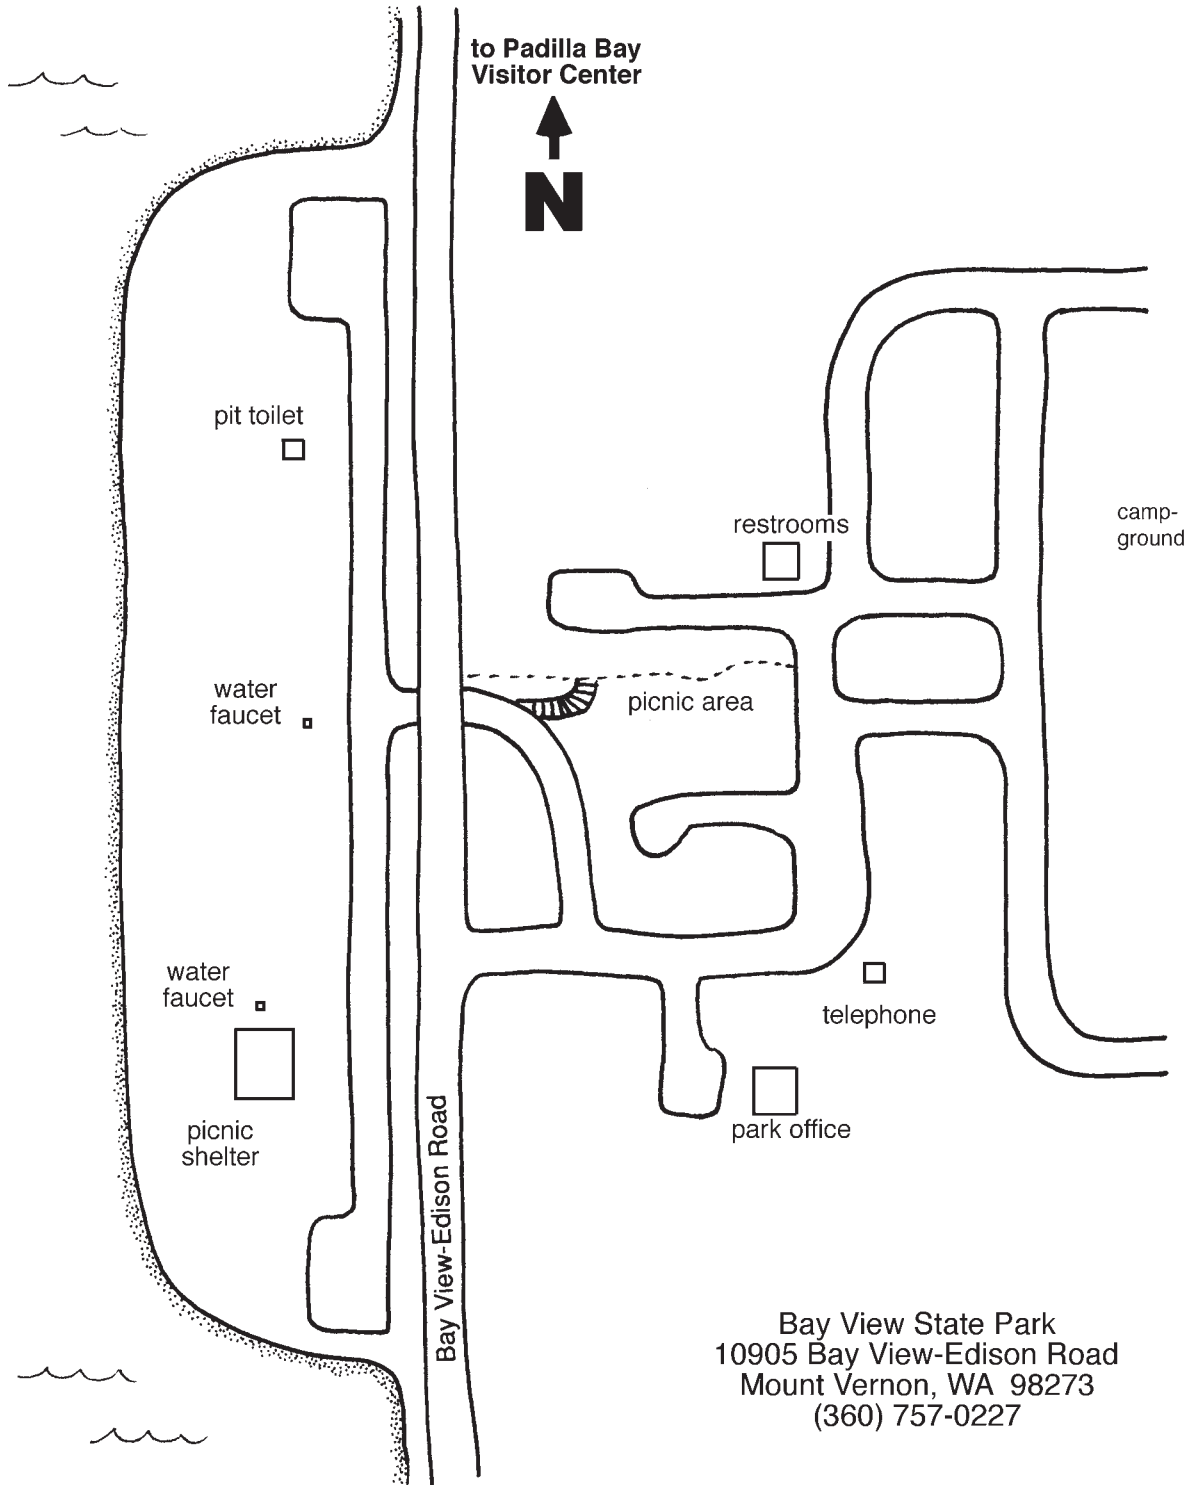 to Padilla Bay
Visitor Center
N
pit toilet
restrooms
camp-
ground
water
faucet
picnic area
water
faucet
telephone
picnic
shelter
park office
Bay View-Edison Road
Bay View State Park
10905 Bay View-Edison Road
Mount Vernon, WA  98273
(360) 757-0227